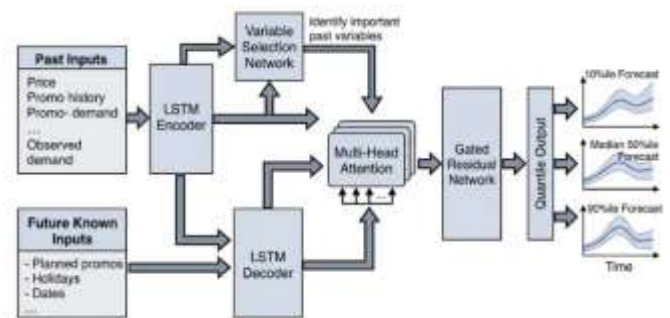 Past Inputs
Price
Promo history
Promo- demand
...
Observed
demand
Future Known
Inputs
- Planned promos
- Holidays
- Dates
...
LSTM
Encoder
Variable
Selection
Network
Identify important
past variables
LSTM
Decoder
Multi-Head
Attention
...
Gated
Residual
Network
Quantile Output
10%ile Forecast
Median 50%ile
Forecast
90%ile Forecast
Time